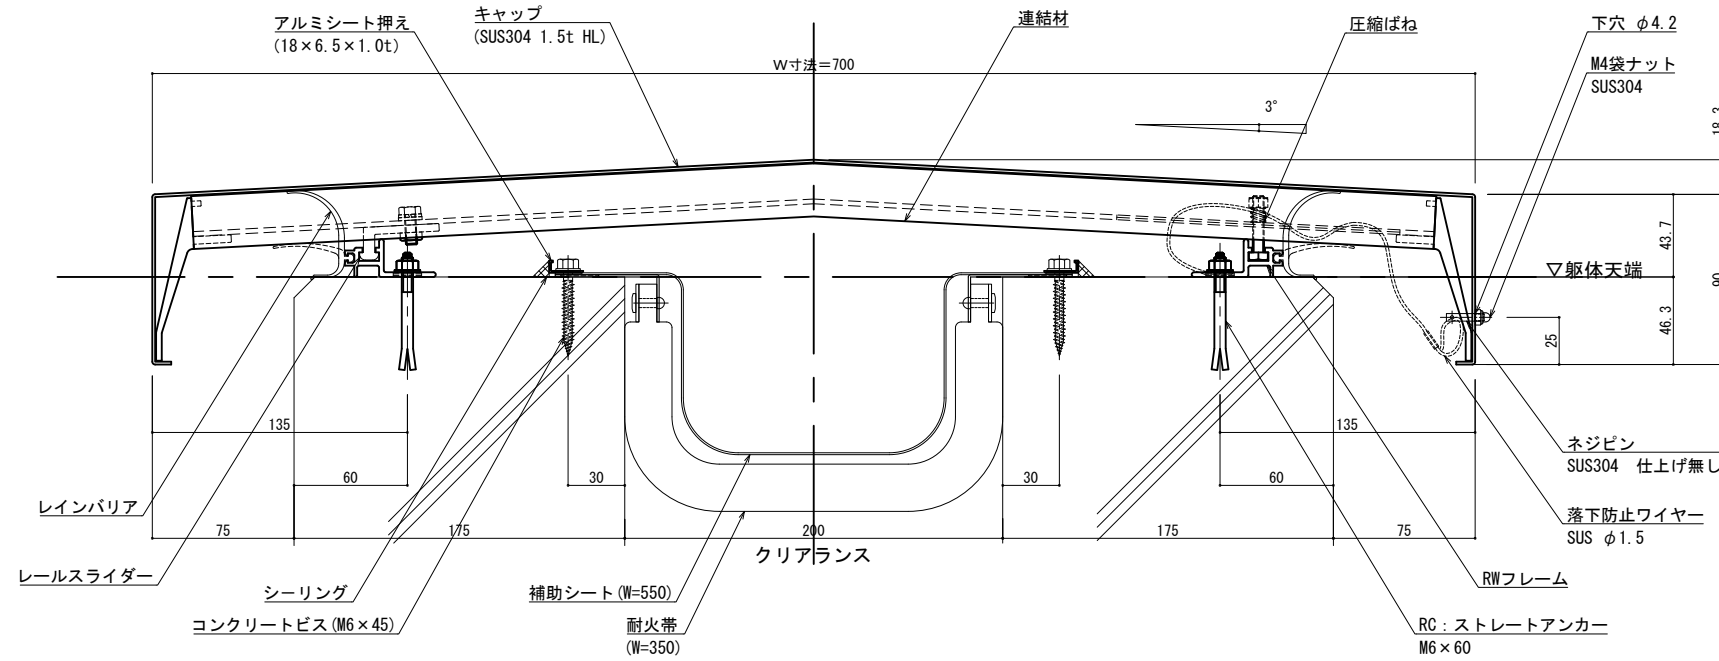 アルミシート押え
(18×6.5×1.0t)
キャップ
(SUS304 1.5t HL)
連結材
圧縮ばね
下穴 φ4.2
M4袋ナット
SUS304
W寸法=700
3°
18.3
43.7
90
▽躯体天端
46.3
25
135
135
ネジピン
SUS304 仕上げ無し
60
30
30
60
レインバリア
落下防止ワイヤー
SUS φ1.5
75
175
200
175
75
クリアランス
レールスライダー
シーリング
補助シート(W=550)
RWフレーム
コンクリートビス(M6×45)
耐火帯
(W=350)
RC：ストレートアンカー
M6×60